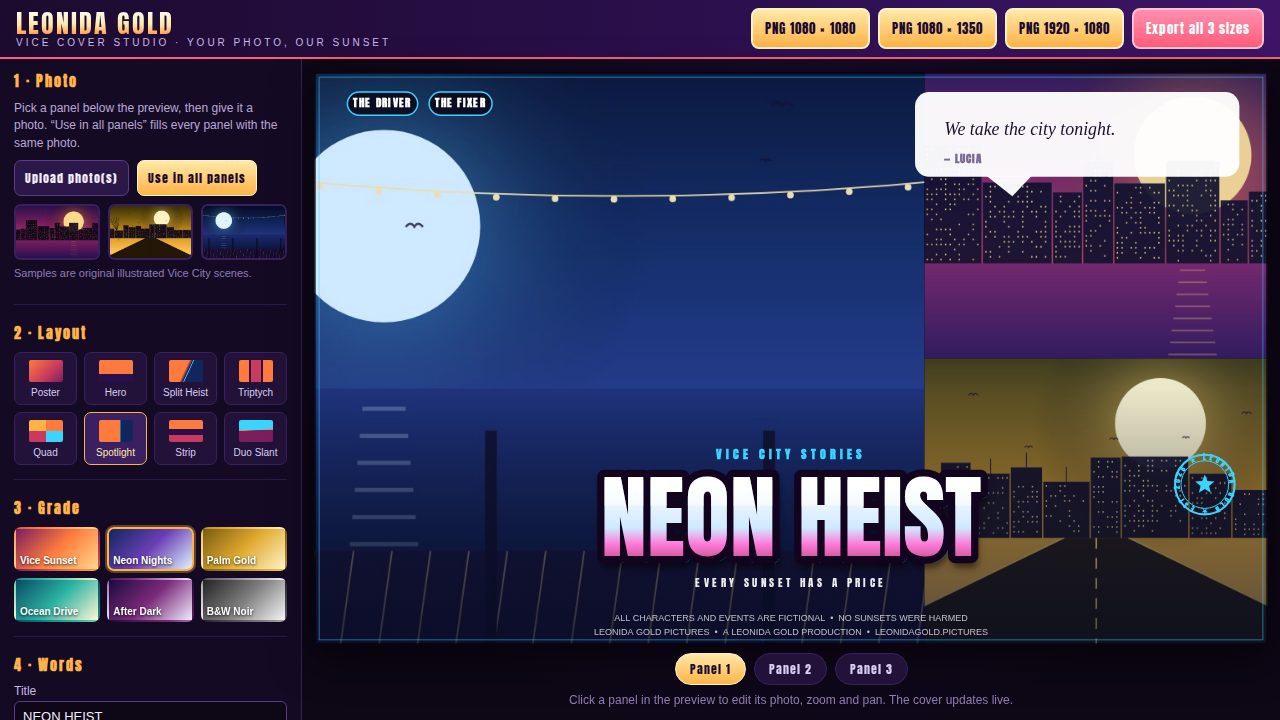 LEONIDA GOLD
VICE COVER STUDIO · YOUR PHOTO, OUR SUNSET
PNG 1080 × 1080
PNG 1080 × 1350
PNG 1920 × 1080
Export all 3 sizes
1 · Photo
Pick a panel below the preview, then give it a
photo. “Use in all panels” fills every panel with the
same photo.
Upload photo(s)
Use in all panels
Samples are original illustrated Vice City scenes.
2 · Layout
Poster
Hero
Split Heist
Triptych
Quad
Spotlight
Strip
Duo Slant
3 · Grade
Vice Sunset
Neon Nights
Palm Gold
Ocean Drive
After Dark
B&W Noir
4 · Words
Title
NEON HEIST
THE DRIVER
THE FIXER
We take the city tonight.
— LUCIA
VICE CITY STORIES
NEON HEIST
EVERY SUNSET HAS A PRICE
ALL CHARACTERS AND EVENTS ARE FICTIONAL • NO SUNSETS WERE HARMED
LEONIDA GOLD PICTURES • A LEONIDA GOLD PRODUCTION • LEONIDAGOLD.PICTURES
Panel 1
Panel 2
Panel 3
Click a panel in the preview to edit its photo, zoom and pan. The cover updates live.